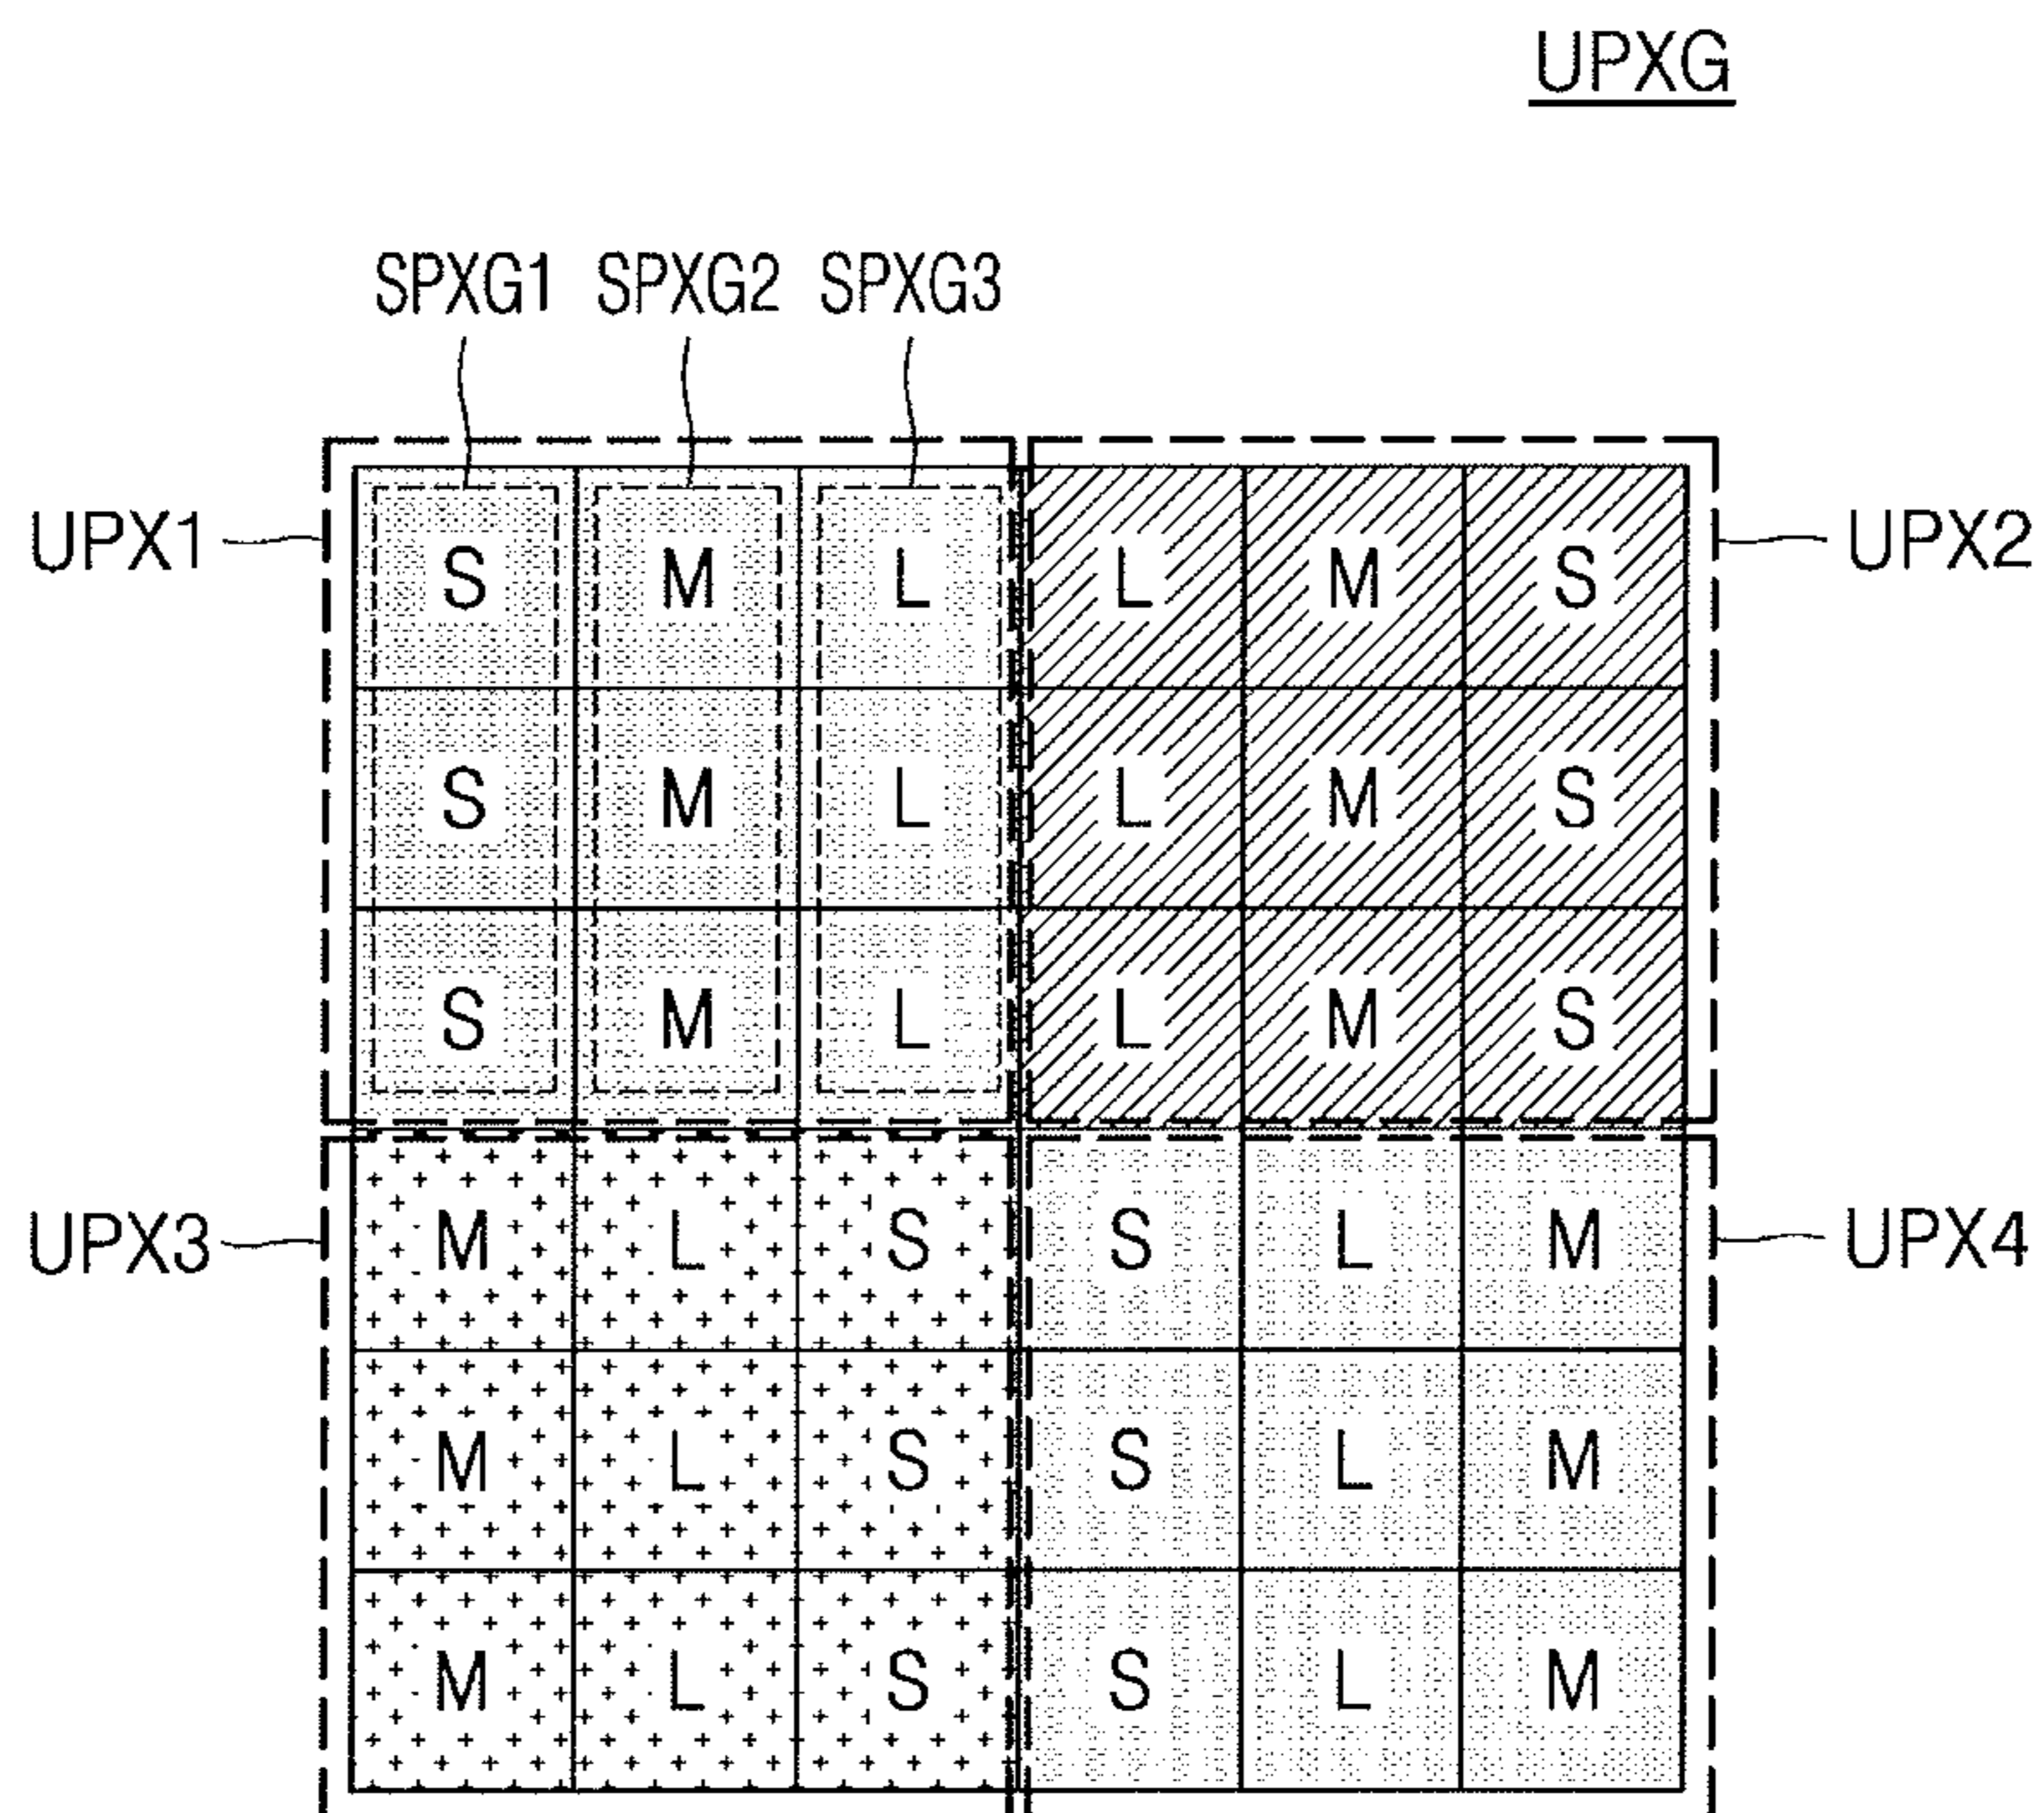 UPXG
SPXG1 SPXG2 SPXG3
UPX1 S M L L M S UPX2
S M L L M S
S M L L M S
UPX3 M L S S L M UPX4
M L S S L M
M L S S L M